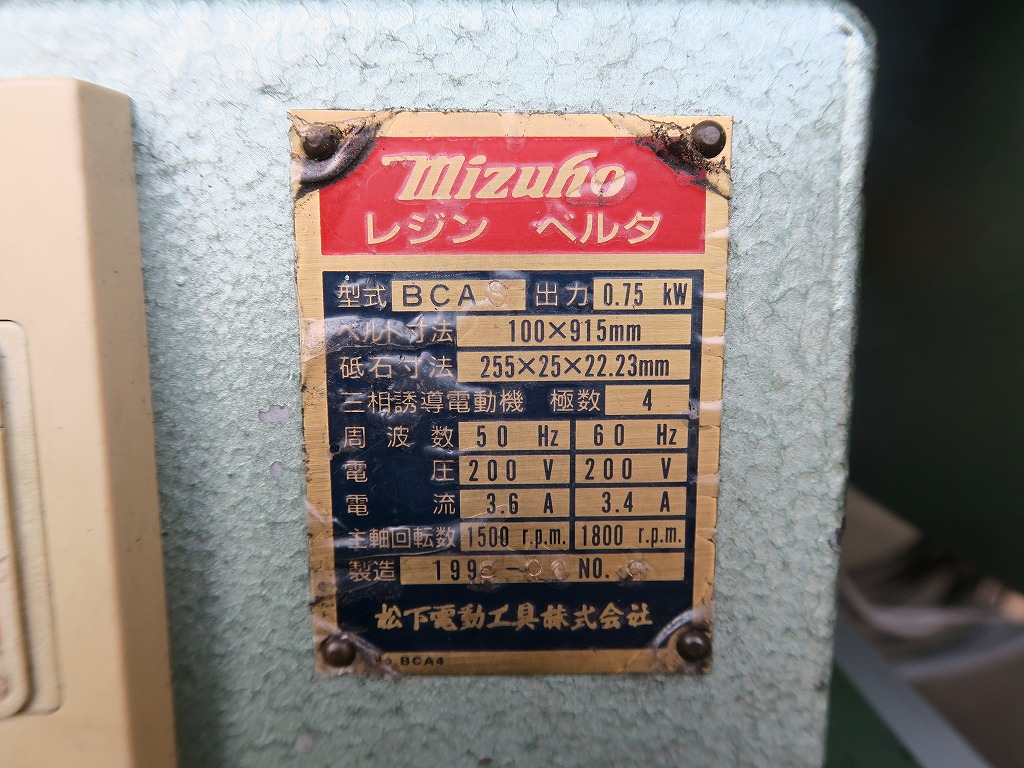 Mizuho
レジン ベルタ
型式 BCA 出力 0.75 kW
ベルト寸法 100×915mm
砥石寸法 255×25×22.23mm
三相誘導電動機 極数 4
周波数 50 Hz 60 Hz
電圧 200 V 200 V
電流 3.6 A 3.4 A
主軸回転数 1500 r.p.m. 1800 r.p.m.
製造 199 - NO.
松下電動工具株式会社
BCA4